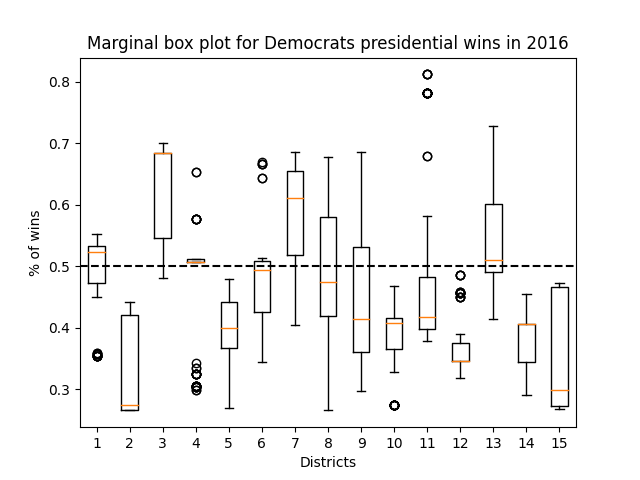 Marginal box plot for Democrats presidential wins in 2016
% of wins
0.8
0.7
0.6
0.5
0.4
0.3
1 2 3 4 5 6 7 8 9 10 11 12 13 14 15
Districts